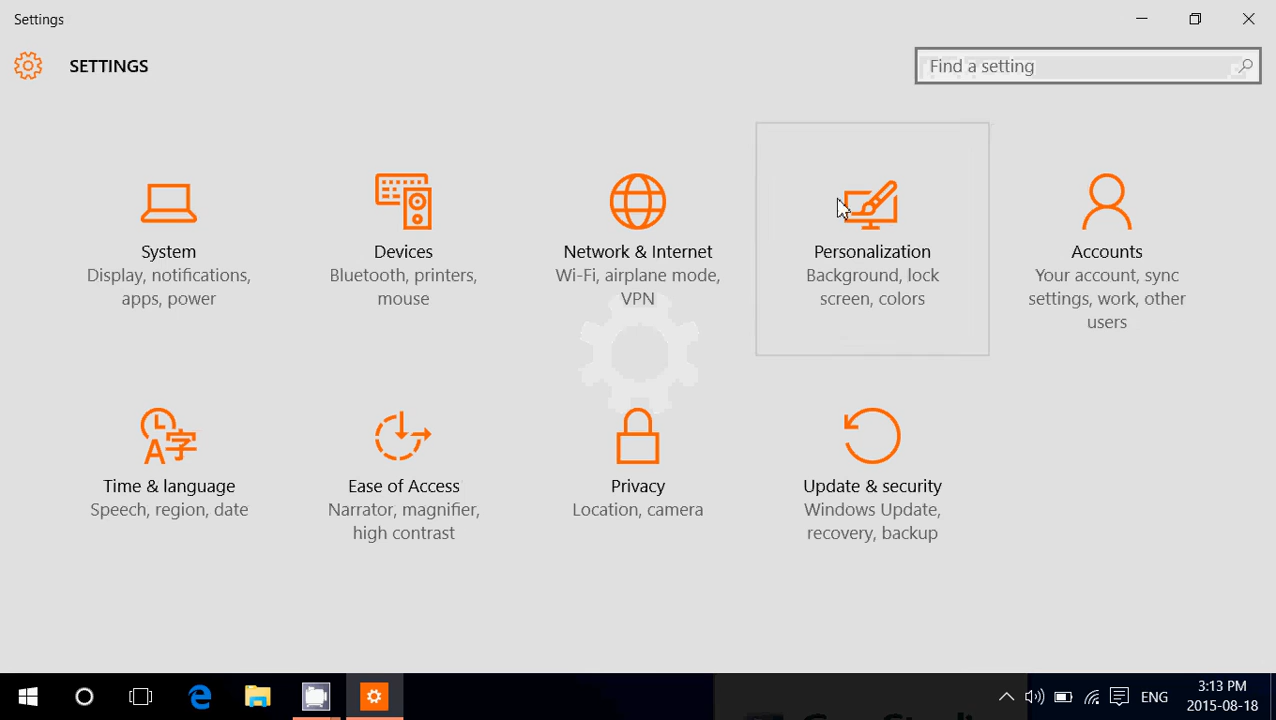 Settings
SETTINGS
Find a setting
System
Display, notifications,
apps, power
Devices
Bluetooth, printers,
mouse
Network & Internet
Wi-Fi, airplane mode,
VPN
Personalization
Background, lock
screen, colors
Accounts
Your account, sync
settings, work, other
users
A字
Time & language
Speech, region, date
Ease of Access
Narrator, magnifier,
high contrast
Privacy
Location, camera
Update & security
Windows Update,
recovery, backup
ENG
3:13 PM
2015-08-18